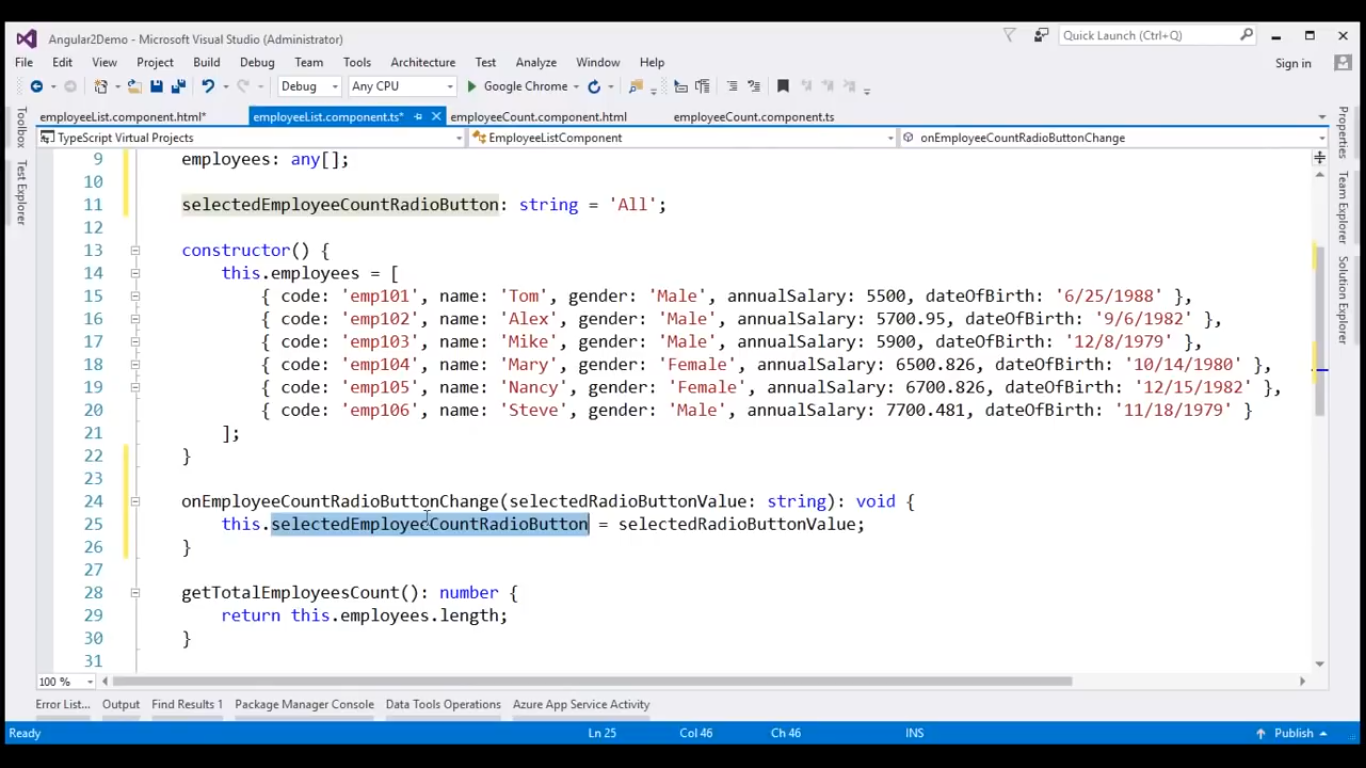 Angular2Demo - Microsoft Visual Studio (Administrator)
Quick Launch (Ctrl+Q)
File Edit View Project Build Debug Team Tools Architecture Test Analyze Window Help
Sign in
Debug Any CPU Google Chrome
employeeList.component.html* employeeList.component.ts* employeeCount.component.html employeeCount.component.ts
TypeScript Virtual Projects EmployeeListComponent onEmployeeCountRadioButtonChange
Toolbox
Test Explorer
9 employees: any[];
10
11 selectedEmployeeCountRadioButton: string = 'All';
12
13 constructor() {
14 this.employees = [
15 { code: 'emp101', name: 'Tom', gender: 'Male', annualSalary: 5500, dateOfBirth: '6/25/1988' },
16 { code: 'emp102', name: 'Alex', gender: 'Male', annualSalary: 5700.95, dateOfBirth: '9/6/1982' },
17 { code: 'emp103', name: 'Mike', gender: 'Male', annualSalary: 5900, dateOfBirth: '12/8/1979' },
18 { code: 'emp104', name: 'Mary', gender: 'Female', annualSalary: 6500.826, dateOfBirth: '10/14/1980' },
19 { code: 'emp105', name: 'Nancy', gender: 'Female', annualSalary: 6700.826, dateOfBirth: '12/15/1982' },
20 { code: 'emp106', name: 'Steve', gender: 'Male', annualSalary: 7700.481, dateOfBirth: '11/18/1979' }
21 ];
22 }
23
24 onEmployeeCountRadioButtonChange(selectedRadioButtonValue: string): void {
25 this.selectedEmployeeCountRadioButton = selectedRadioButtonValue;
26 }
27
28 getTotalEmployeesCount(): number {
29 return this.employees.length;
30 }
31
Properties
Team Explorer
Solution Explorer
100 %
Error List... Output Find Results 1 Package Manager Console Data Tools Operations Azure App Service Activity
Ready Ln 25 Col 46 Ch 46 INS Publish